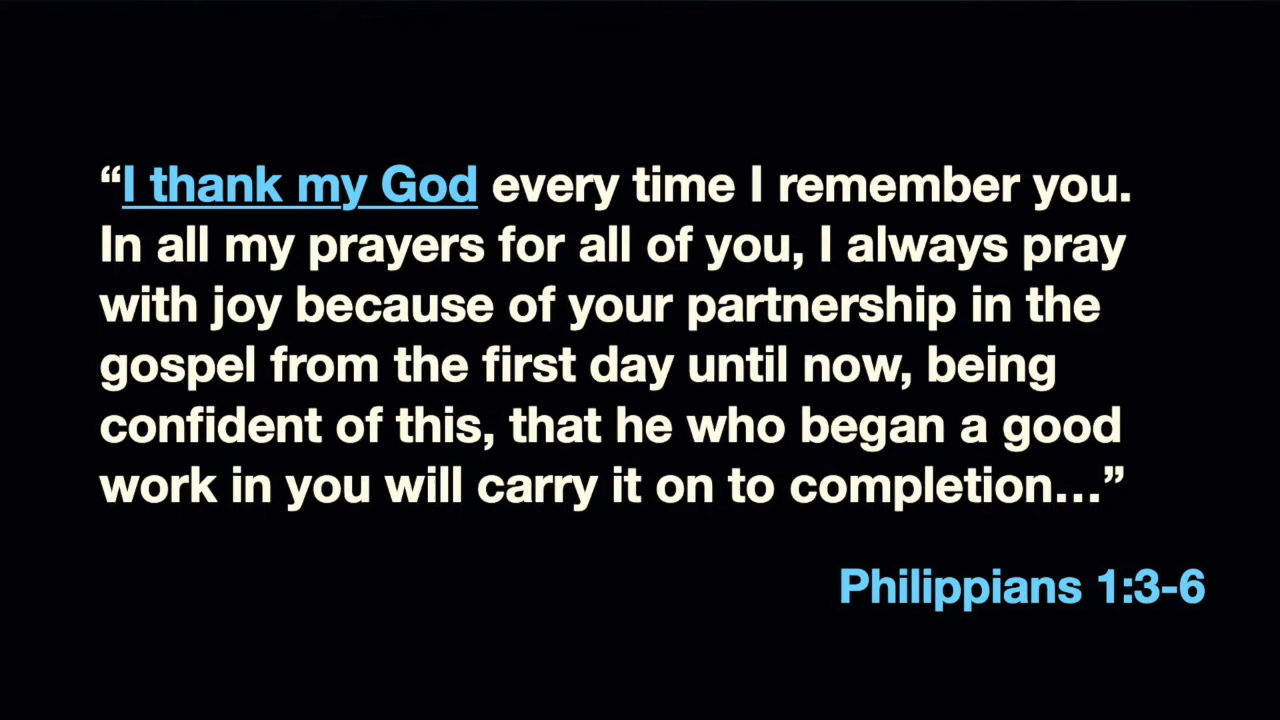 “I thank my God every time I remember you.
In all my prayers for all of you, I always pray
with joy because of your partnership in the
gospel from the first day until now, being
confident of this, that he who began a good
work in you will carry it on to completion…”
Philippians 1:3-6